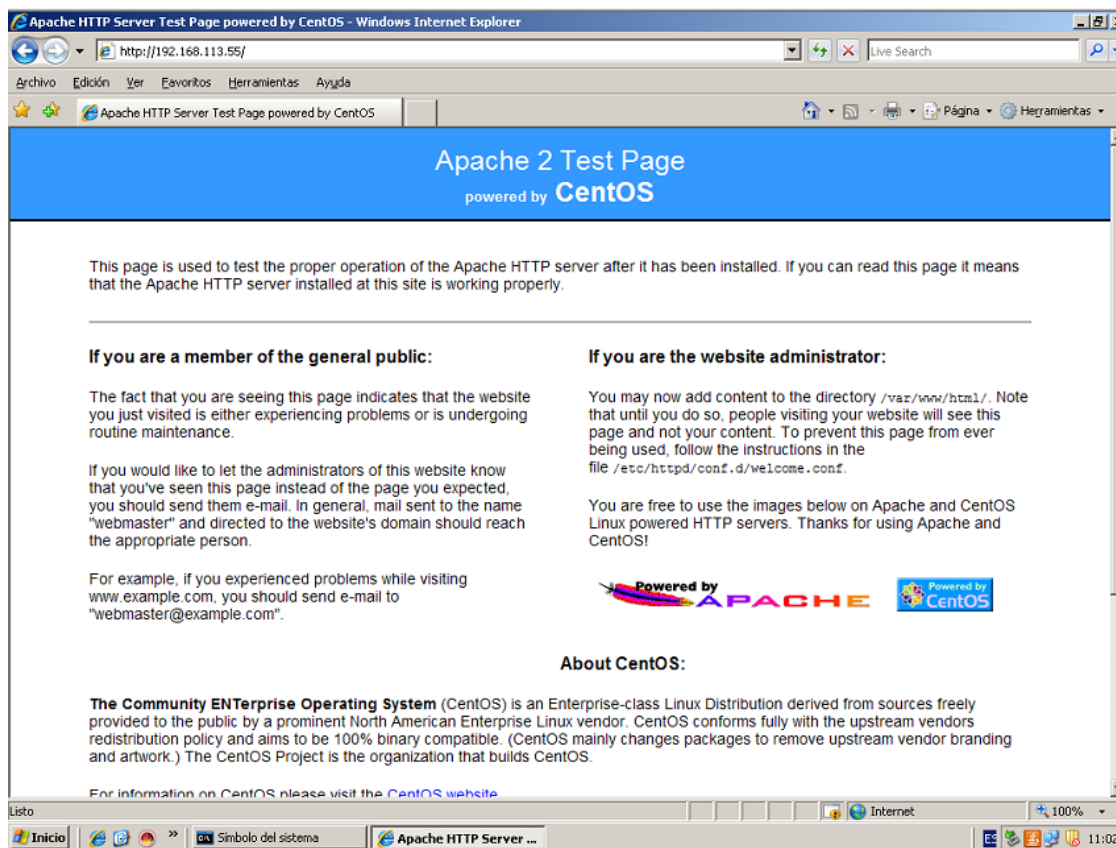 Apache HTTP Server Test Page powered by CentOS - Windows Internet Explorer
http://192.168.113.55/
Live Search
Archivo Edición Ver Favoritos Herramientas Ayuda
Apache HTTP Server Test Page powered by CentOS
Página
Herramientas
Apache 2 Test Page
powered by CentOS
This page is used to test the proper operation of the Apache HTTP server after it has been installed. If you can read this page it means
that the Apache HTTP server installed at this site is working properly.
If you are a member of the general public:
The fact that you are seeing this page indicates that the website
you just visited is either experiencing problems or is undergoing
routine maintenance.
If you would like to let the administrators of this website know
that you've seen this page instead of the page you expected,
you should send them e-mail. In general, mail sent to the name
"webmaster" and directed to the website's domain should reach
the appropriate person.
For example, if you experienced problems while visiting
www.example.com, you should send e-mail to
"webmaster@example.com".
If you are the website administrator:
You may now add content to the directory /var/www/html/. Note
that until you do so, people visiting your website will see this
page and not your content. To prevent this page from ever
being used, follow the instructions in the
file /etc/httpd/conf.d/welcome.conf.
You are free to use the images below on Apache and CentOS
Linux powered HTTP servers. Thanks for using Apache and
CentOS!
Powered by
APACHE
Powered by
CentOS
About CentOS:
The Community ENTerprise Operating System (CentOS) is an Enterprise-class Linux Distribution derived from sources freely
provided to the public by a prominent North American Enterprise Linux vendor. CentOS conforms fully with the upstream vendors
redistribution policy and aims to be 100% binary compatible. (CentOS mainly changes packages to remove upstream vendor branding
and artwork.) The CentOS Project is the organization that builds CentOS.
For information on CentOS please visit the CentOS website
Listo
Internet
100%
Inicio
Símbolo del sistema
Apache HTTP Server ...
ES
11:02